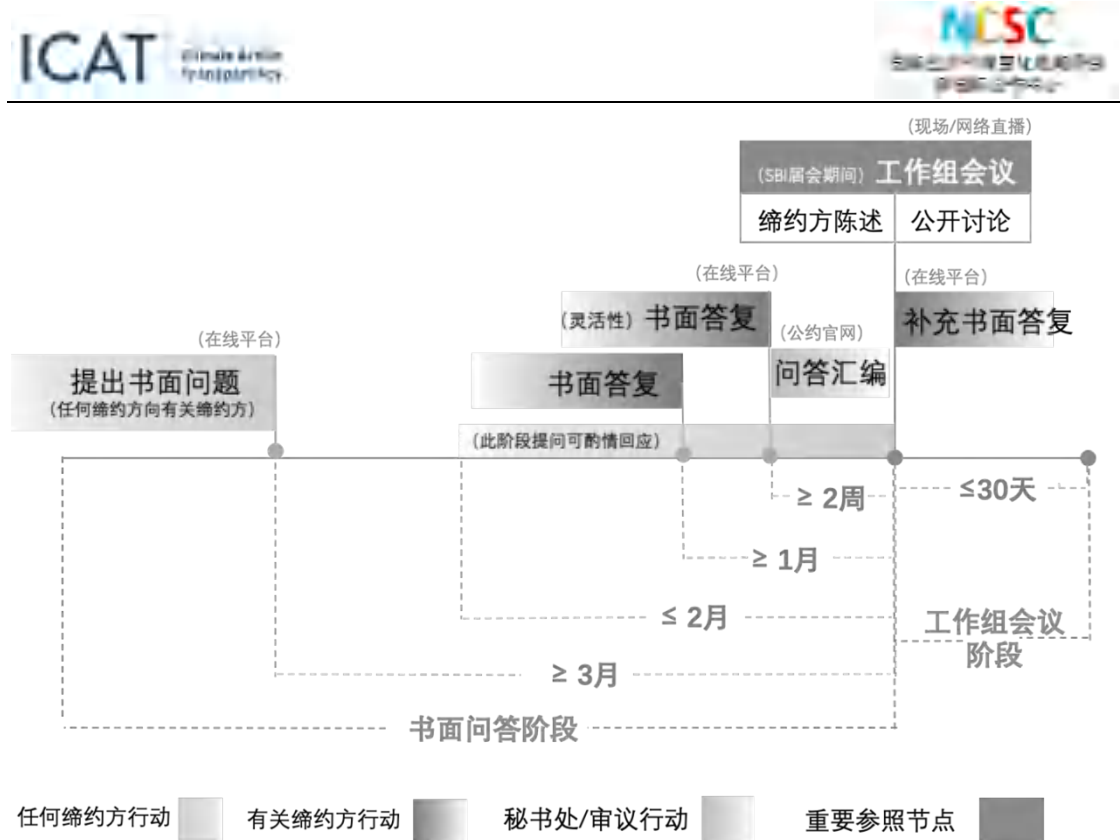 ICAT Climate Action
Transparency
NCSC
(现场/网络直播)
(SBI届会期间) 工作组会议
缔约方陈述 公开讨论
(在线平台)
(在线平台)
(灵活性) 书面答复
补充书面答复
(公约官网)
问答汇编
(在线平台)
提出书面问题
(任何缔约方向有关缔约方)
书面答复
(此阶段提问可酌情回应)
≥ 2周
≤30天
≥ 1月
≤ 2月
工作组会议
阶段
≥ 3月
书面问答阶段
任何缔约方行动
有关缔约方行动
秘书处/审议行动
重要参照节点